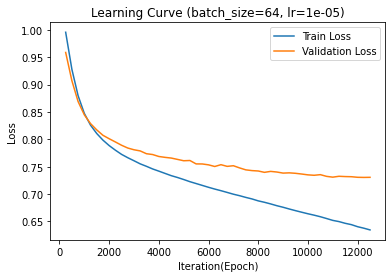 Learning Curve (batch_size=64, lr=1e-05)
Train Loss
Validation Loss
Loss
1.00
0.95
0.90
0.85
0.80
0.75
0.70
0.65
0 2000 4000 6000 8000 10000 12000
Iteration(Epoch)